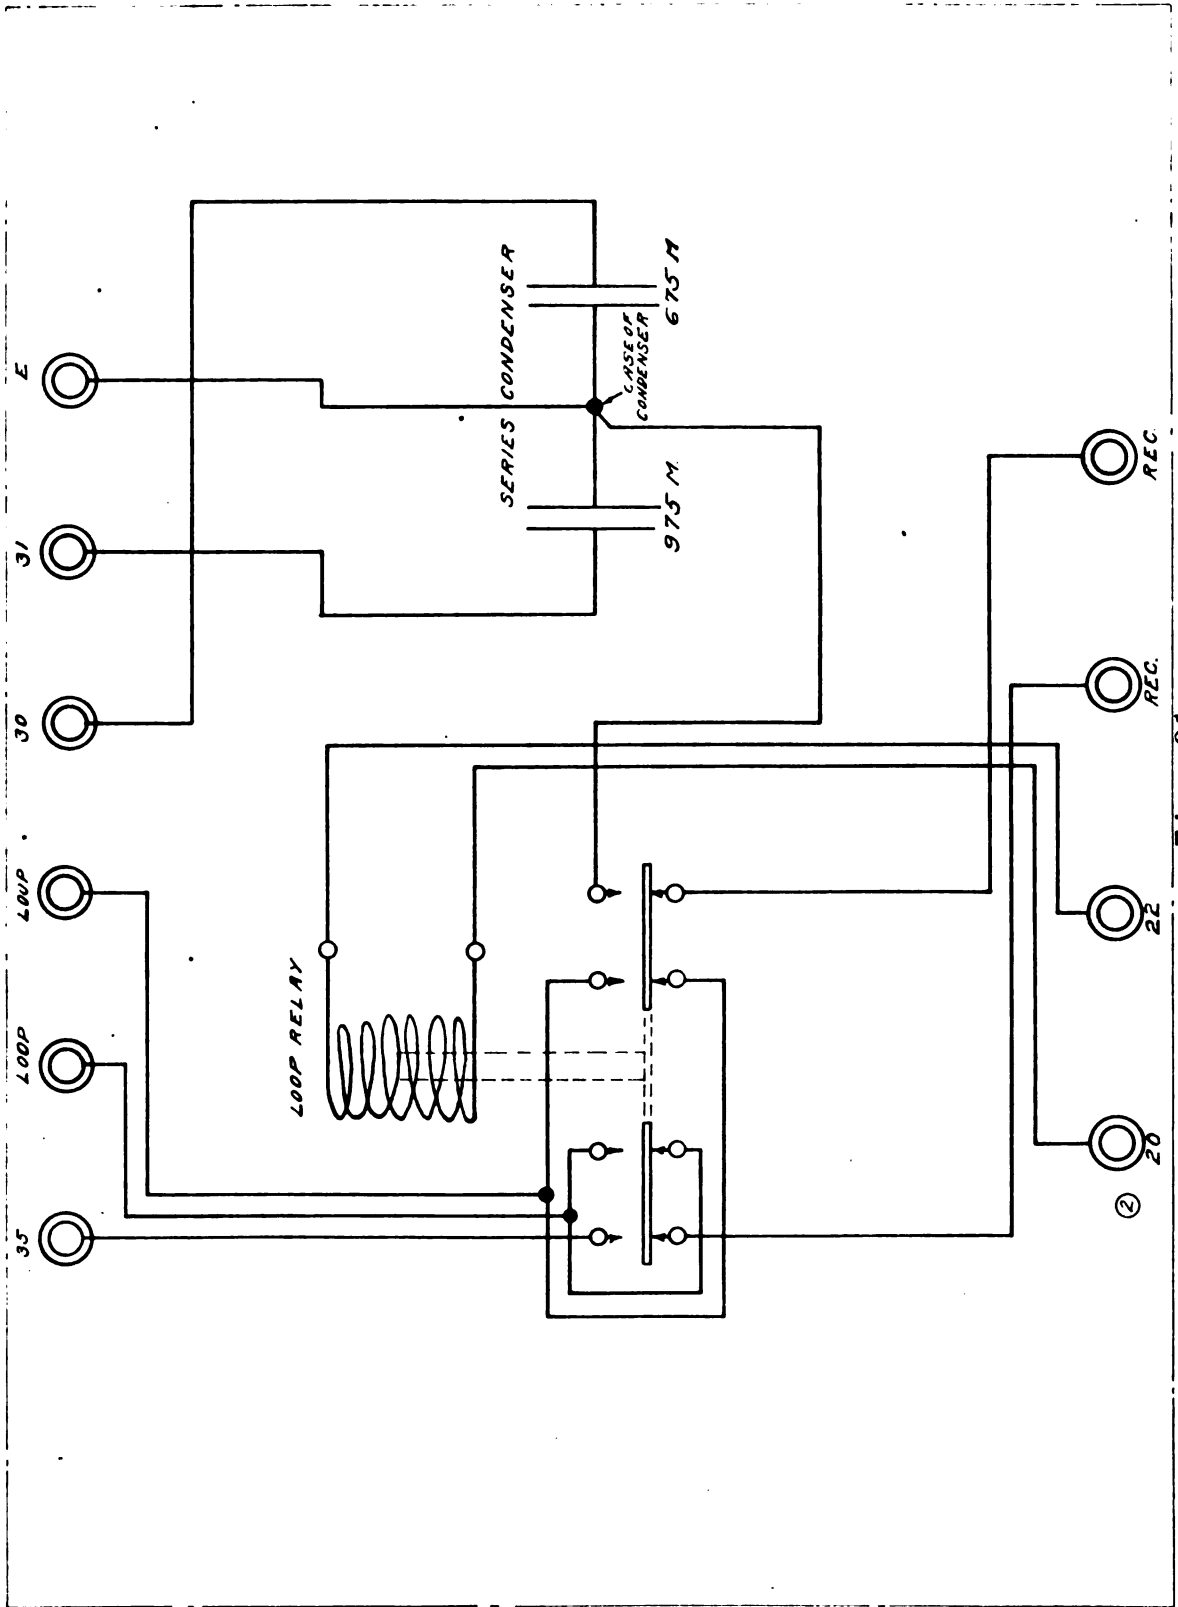 35
LOOP
LOOP
30
31
E
LOOP RELAY
SERIES CONDENSER
CASE OF
CONDENSER
975 M.
675 M
2
20
22
REC.
REC.